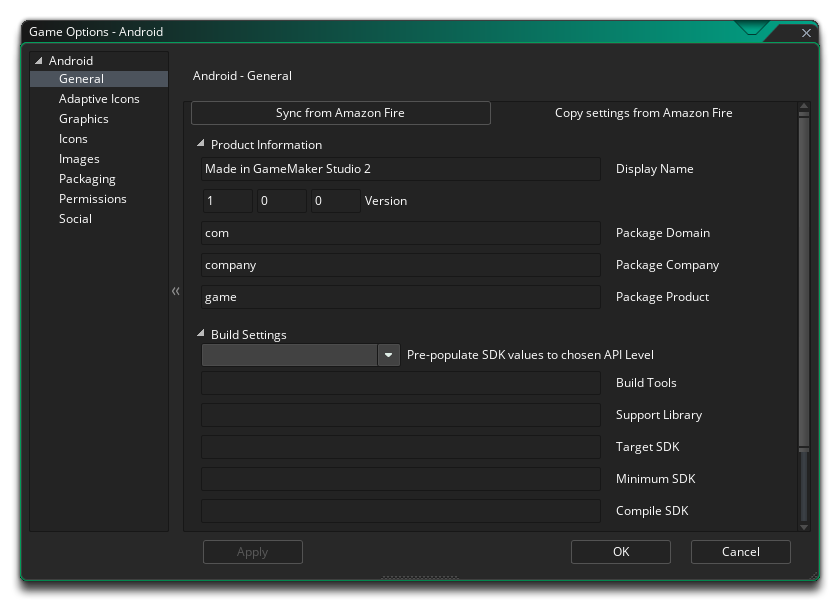 Game Options - Android
Android
General
Adaptive Icons
Graphics
Icons
Images
Packaging
Permissions
Social
Android - General
Sync from Amazon Fire
Copy settings from Amazon Fire
Product Information
Made in GameMaker Studio 2
Display Name
1 0 0 Version
com
Package Domain
company
Package Company
game
Package Product
Build Settings
Pre-populate SDK values to chosen API Level
Build Tools
Support Library
Target SDK
Minimum SDK
Compile SDK
Apply
OK
Cancel